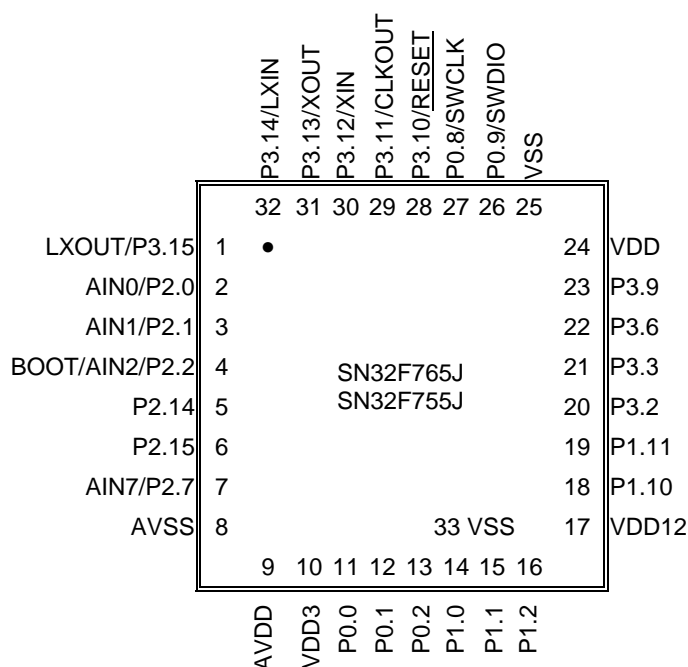 P3.14/LXIN
P3.13/XOUT
P3.12/XIN
P3.11/CLKOUT
P3.10/RESET
P0.8/SWCLK
P0.9/SWDIO
VSS
32 31 30 29 28 27 26 25
LXOUT/P3.15 1 • 24 VDD
AIN0/P2.0 2 23 P3.9
AIN1/P2.1 3 22 P3.6
BOOT/AIN2/P2.2 4 21 P3.3
SN32F765J
SN32F755J
P2.14 5 20 P3.2
P2.15 6 19 P1.11
AIN7/P2.7 7 18 P1.10
AVSS 8 33 VSS 17 VDD12
9 10 11 12 13 14 15 16
AVDD
VDD3
P0.0
P0.1
P0.2
P1.0
P1.1
P1.2